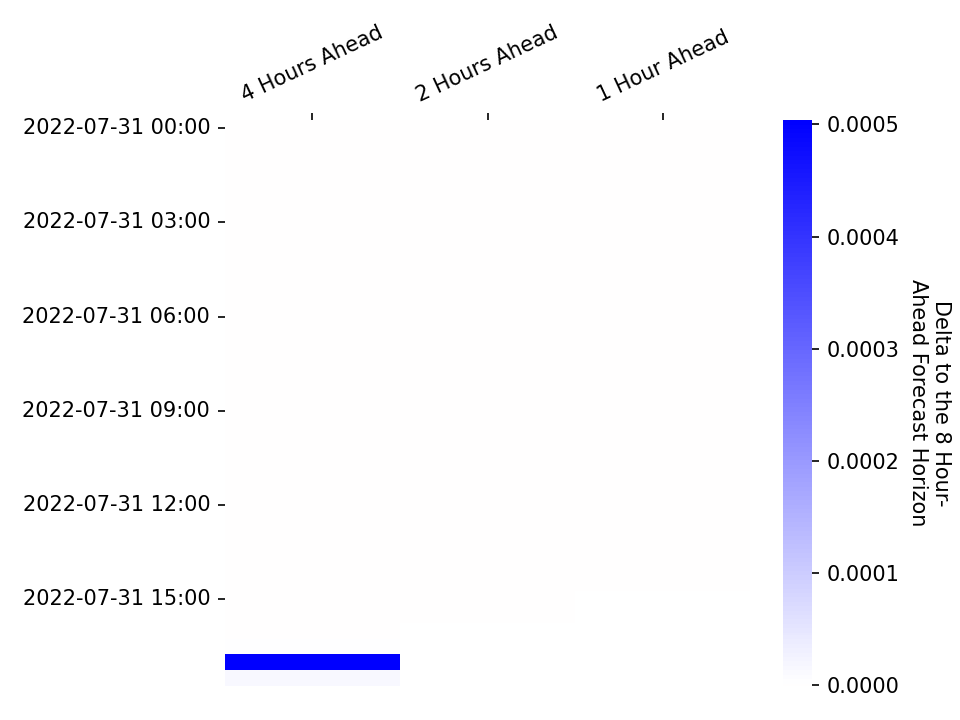 4 Hours Ahead
2 Hours Ahead
1 Hour Ahead
2022-07-31 00:00
2022-07-31 03:00
2022-07-31 06:00
2022-07-31 09:00
2022-07-31 12:00
2022-07-31 15:00
0.0005
0.0004
0.0003
0.0002
0.0001
0.0000
Delta to the 8 Hour-
Ahead Forecast Horizon